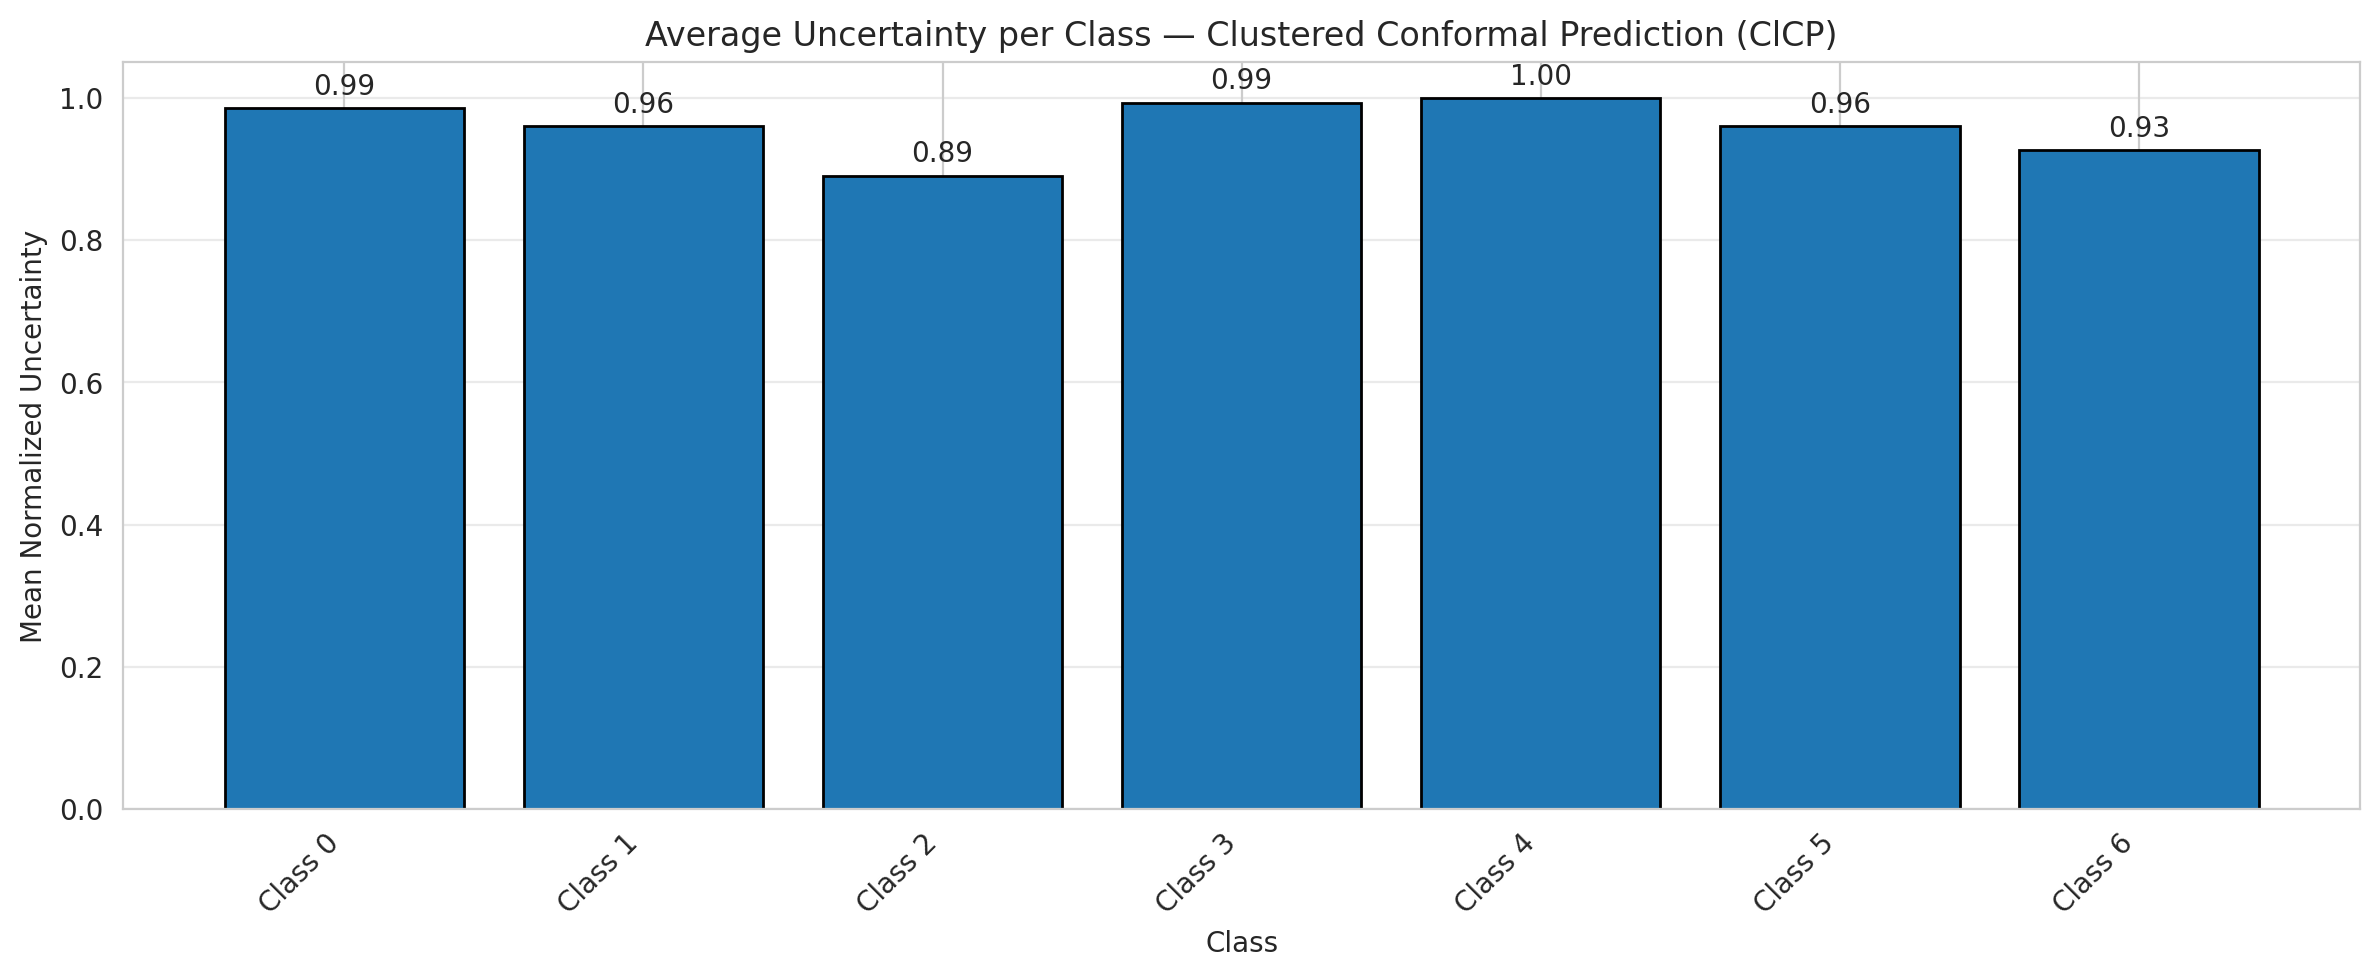 Average Uncertainty per Class — Clustered Conformal Prediction (ClCP)
Mean Normalized Uncertainty
1.0
0.8
0.6
0.4
0.2
0.0
0.99
0.96
0.89
0.99
1.00
0.96
0.93
Class 0
Class 1
Class 2
Class 3
Class 4
Class 5
Class 6
Class